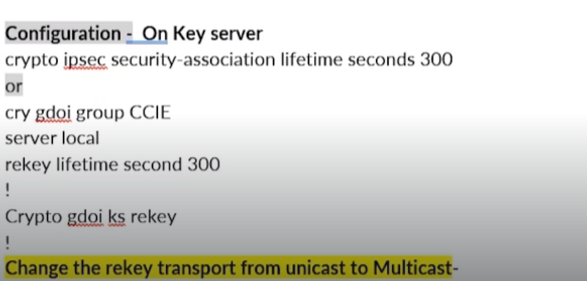 Configuration - On Key server
crypto ipsec security-association lifetime seconds 300
or
cry gdoi group CCIE
server local
rekey lifetime second 300
!
Crypto gdoi ks rekey
!
Change the rekey transport from unicast to Multicast-